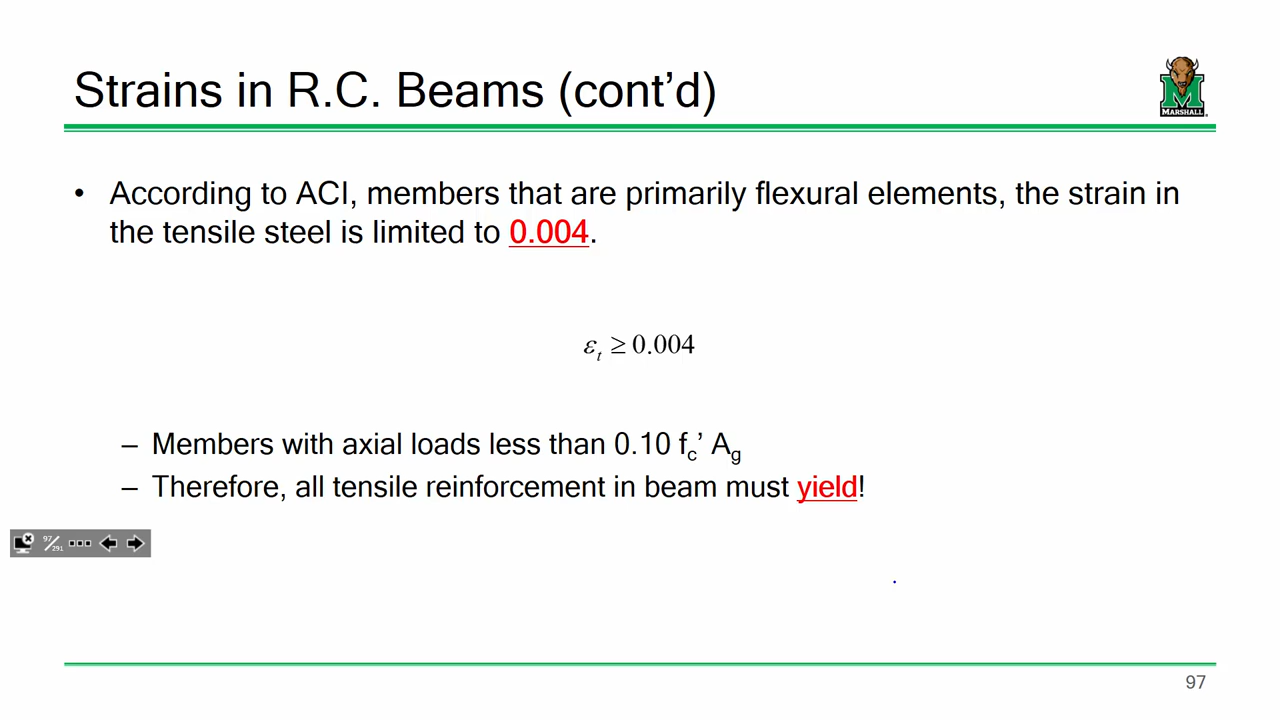 Strains in R.C. Beams (cont’d)
MARSHALL
• According to ACI, members that are primarily flexural elements, the strain in
the tensile steel is limited to 0.004.
εt ≥ 0.004
– Members with axial loads less than 0.10 fc’ Ag
– Therefore, all tensile reinforcement in beam must yield!
97/291
97